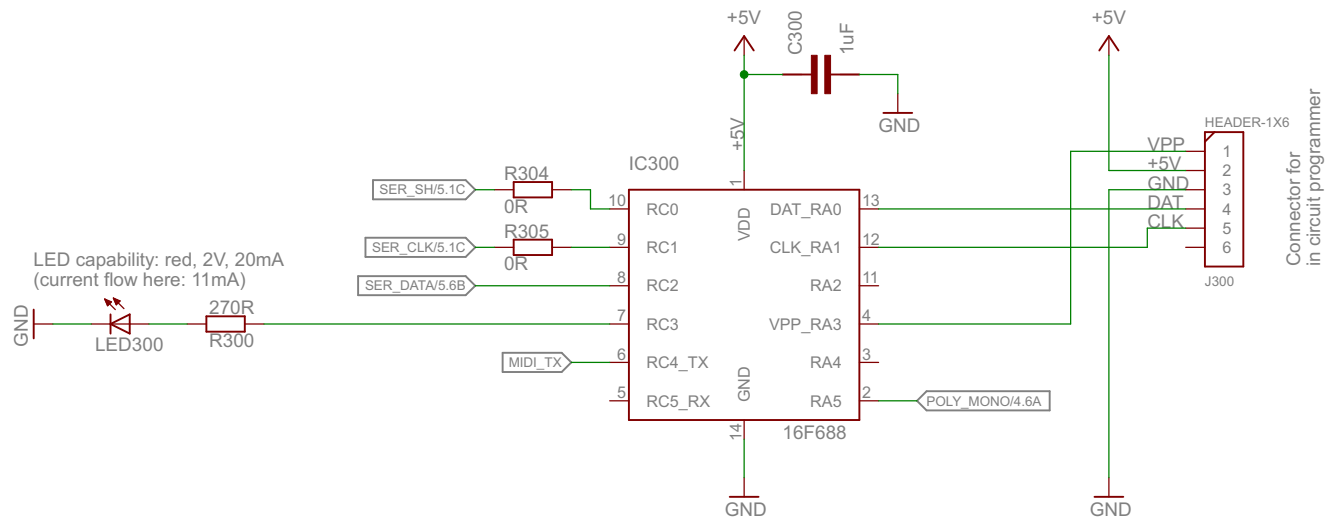 +5V
C300
1uF
GND
+5V
+5V
HEADER-1X6
VPP 1
+5V 2
GND 3
DAT 4
CLK 5
6
J300
Connector for
in circuit programmer
IC300
1
VDD
SER_SH/5.1C
R304
0R
10 RC0
SER_CLK/5.1C
R305
0R
9 RC1
SER_DATA/5.6B
8 RC2
LED capability: red, 2V, 20mA
(current flow here: 11mA)
GND
LED300
270R
R300
7 RC3
MIDI_TX
6 RC4_TX
5 RC5_RX
DAT_RA0 13
CLK_RA1 12
RA2 11
VPP_RA3 4
RA4 3
RA5 2
POLY_MONO/4.6A
GND
14
16F688
GND
GND